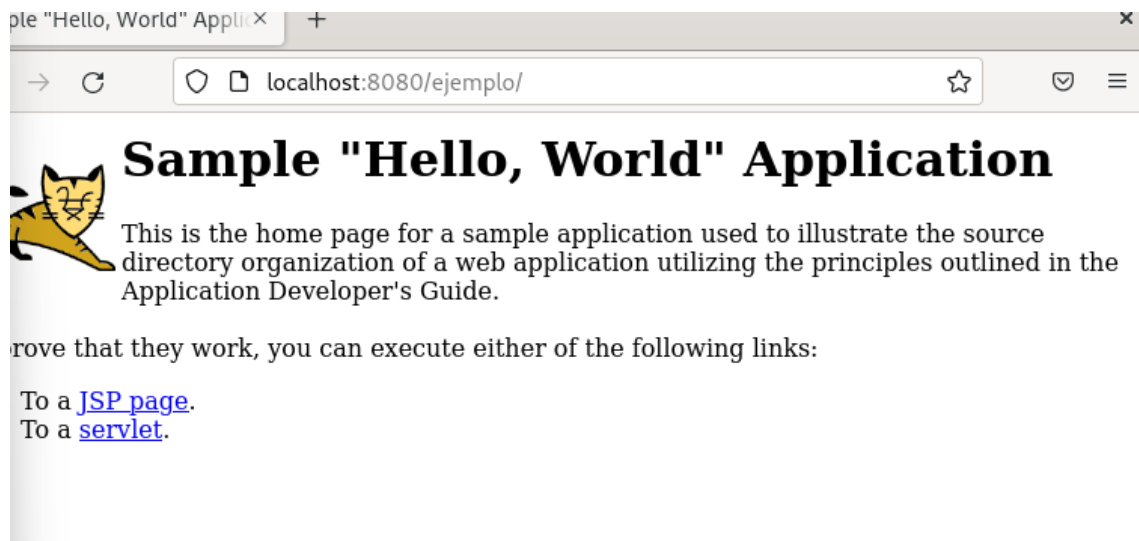 ple "Hello, World" Applic
localhost:8080/ejemplo/
Sample "Hello, World" Application
This is the home page for a sample application used to illustrate the source
directory organization of a web application utilizing the principles outlined in the
Application Developer's Guide.
rove that they work, you can execute either of the following links:
To a JSP page.
To a servlet.